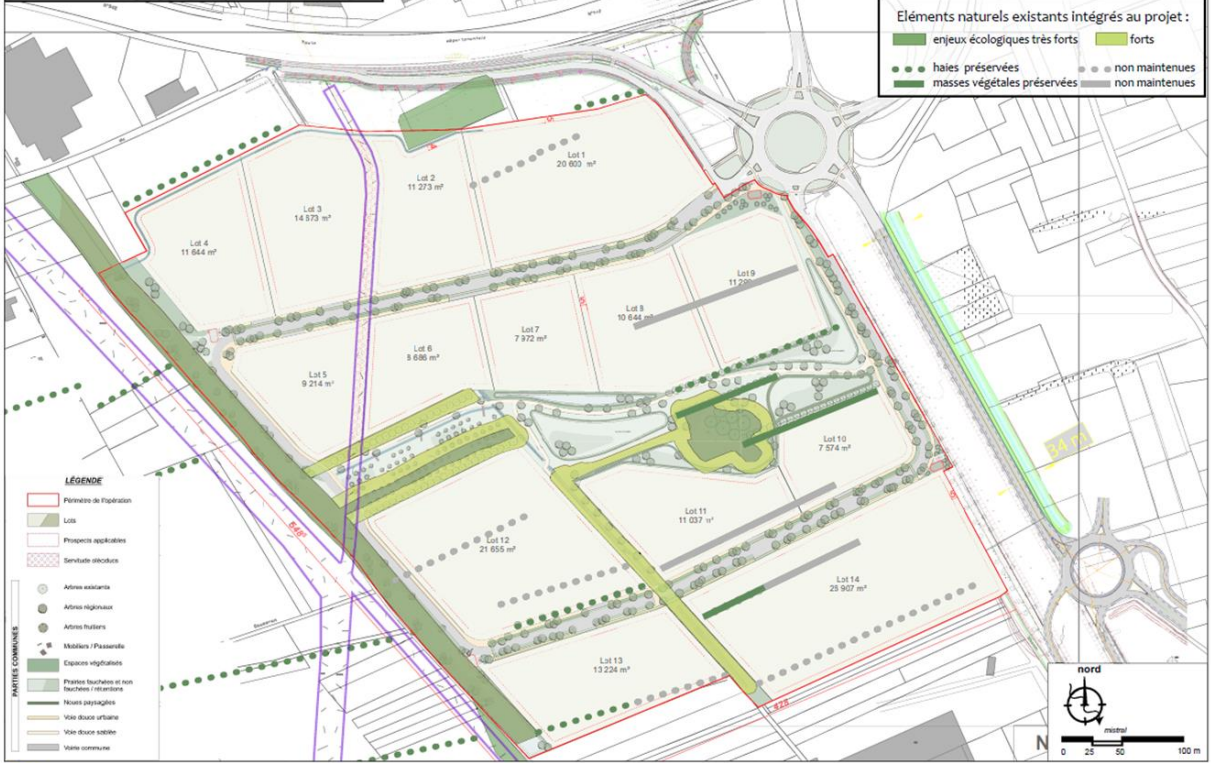 Eléments naturels existants intégrés au projet :
enjeux écologiques très forts
forts
haies préservées
non maintenues
masses végétales préservées
non maintenues
Lot 1
20 603 m²
Lot 2
11 273 m²
Lot 3
14 573 m²
Lot 4
11 644 m²
Lot 9
Lot 8
10 644 m²
Lot 7
7 972 m²
Lot 6
8 686 m²
Lot 5
9 214 m²
Lot 10
7 574 m²
34 m
Lot 11
11 037 m²
Lot 12
21 655 m²
Lot 14
25 907 m²
Lot 13
13 224 m²
428
LÉGENDE
Périmètre de l'opération
Lots
Prospects applicables
Servitude oléoducs
Arbres existants
Arbres régionaux
Arbres fruitiers
Mobiliers / Passerelle
Espaces végétalisés
Prairies fauchées et non
fauchées / rétentions
Noues paysagées
Voie douce urbaine
Voie douce sablée
Voirie commune
PARTIES COMMUNES
nord
mistral
N
0 25 50 100 m